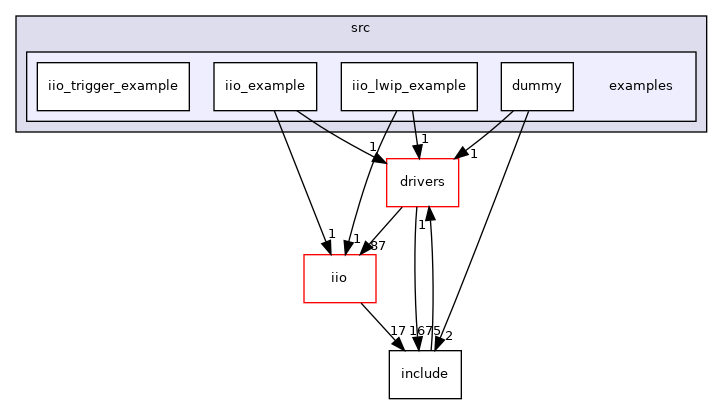 src
iio_trigger_example
iio_example
iio_lwip_example
dummy
examples
1
1
1
drivers
1
1
1
87
iio
17
1675
2
include